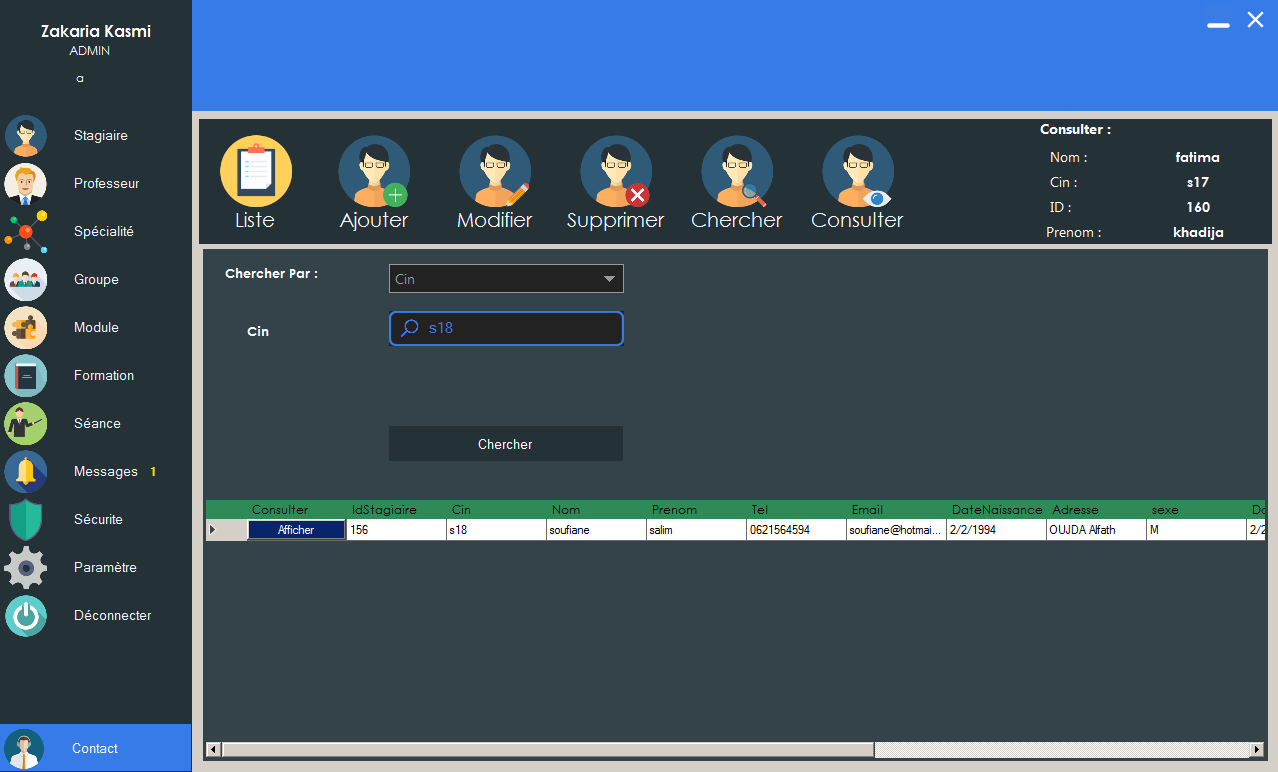 Zakaria Kasmi
ADMIN
a
Stagiaire
Professeur
Spécialité
Groupe
Module
Formation
Séance
Messages 1
Sécurite
Paramètre
Déconnecter
Contact
Liste
Ajouter
Modifier
Supprimer
Chercher
Consulter
Consulter :
Nom : fatima
Cin : s17
ID : 160
Prenom : khadija
Chercher Par : Cin
Cin s18
Chercher
Consulter IdStagiaire Cin Nom Prenom Tel Email DateNaissance Adresse sexe Da
Afficher 156 s18 soufiane salim 0621564594 soufiane@hotmai... 2/2/1994 OUJDA Alfath M 2/2